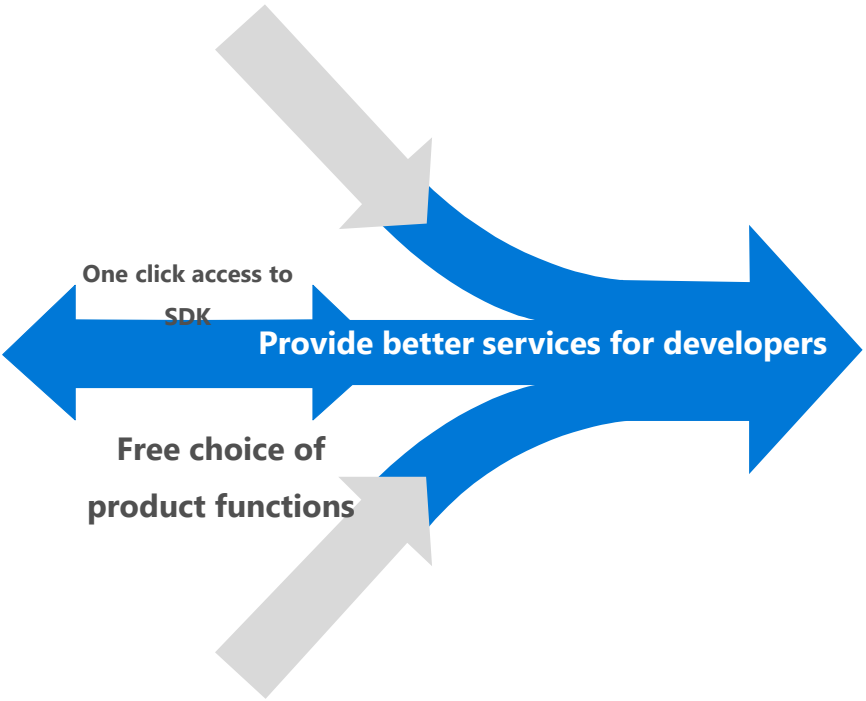 One click access to
SDK
Provide better services for developers
Free choice of
product functions